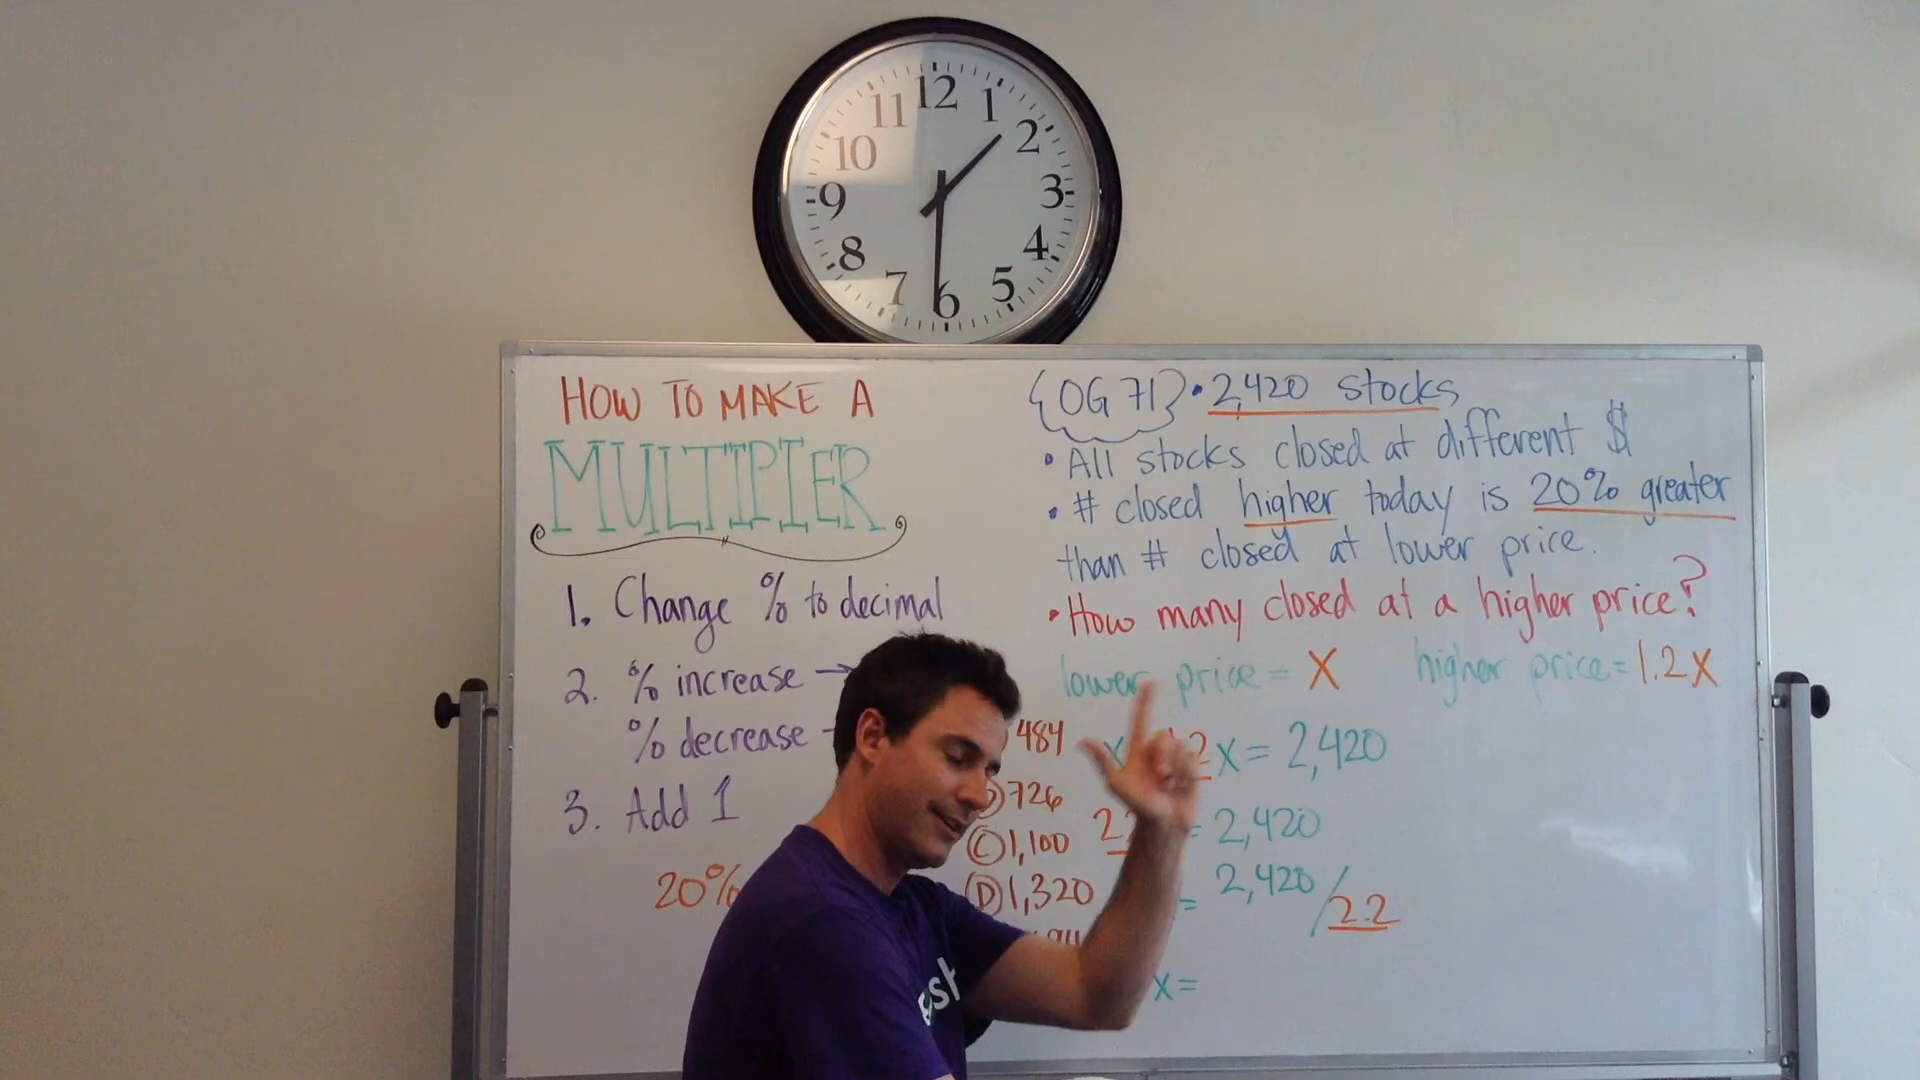 12
11 1
10 2
9 3
8 4
7 5
6
HOW TO MAKE A
MULTIPIER
1. Change % to decimal
2. % increase →
% decrease
3. Add 1
20%
{OG 71} • 2,420 stocks
• All stocks closed at different $
• # closed higher today is 20% greater
than # closed at lower price.
• How many closed at a higher price?
lower price = X higher price = 1.2X
484
726
(C) 1,100
(D) 1,320
x 2x = 2,420
= 2,420
= 2,420/2.2
x =